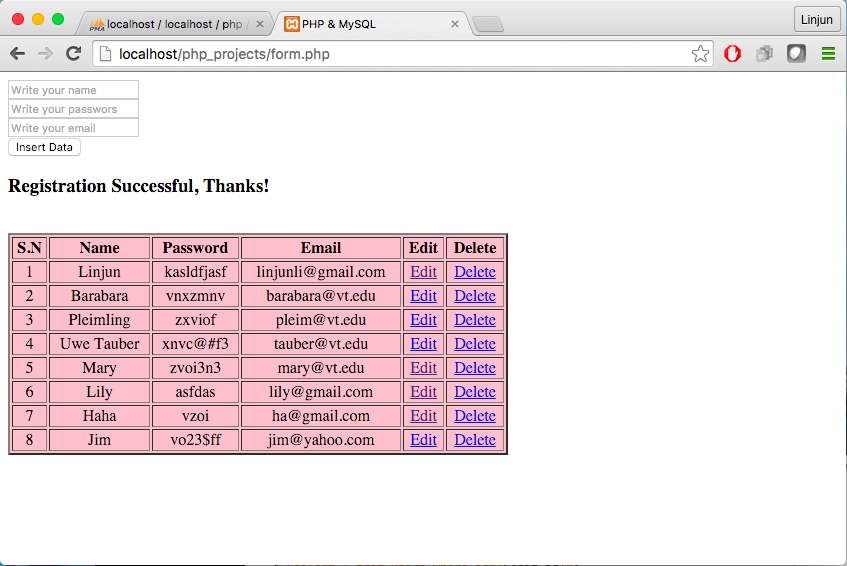 localhost / localhost / php
PHP & MySQL
Linjun
localhost/php_projects/form.php
Write your name
Write your passwors
Write your email
Insert Data
Registration Successful, Thanks!
S.N Name Password Email Edit Delete
1 Linjun kasldfjasf linjunli@gmail.com Edit Delete
2 Barabara vnxzmnv barabara@vt.edu Edit Delete
3 Pleimling zxviof pleim@vt.edu Edit Delete
4 Uwe Tauber xnvc@#f3 tauber@vt.edu Edit Delete
5 Mary zvoi3n3 mary@vt.edu Edit Delete
6 Lily asfdas lily@gmail.com Edit Delete
7 Haha vzoi ha@gmail.com Edit Delete
8 Jim vo23$ff jim@yahoo.com Edit Delete